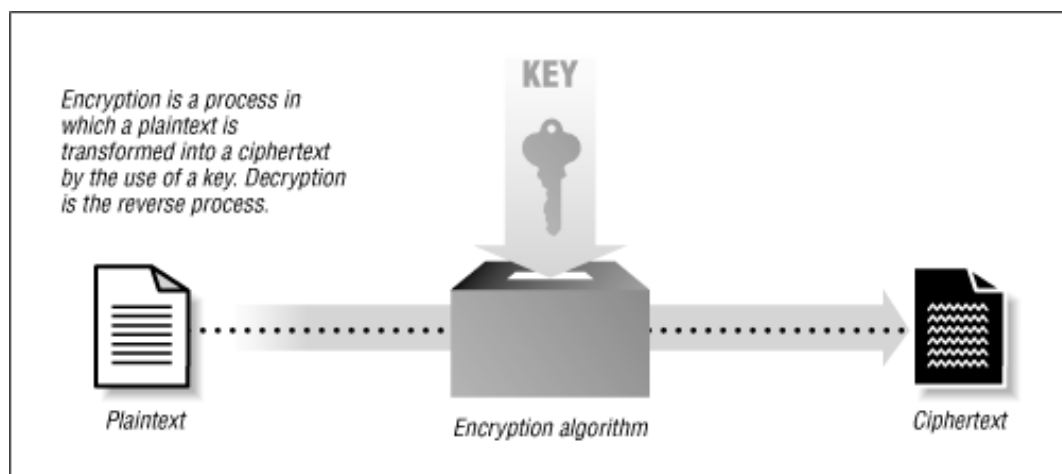 KEY
Encryption is a process in
which a plaintext is
transformed into a ciphertext
by the use of a key. Decryption
is the reverse process.
Plaintext
Encryption algorithm
Ciphertext